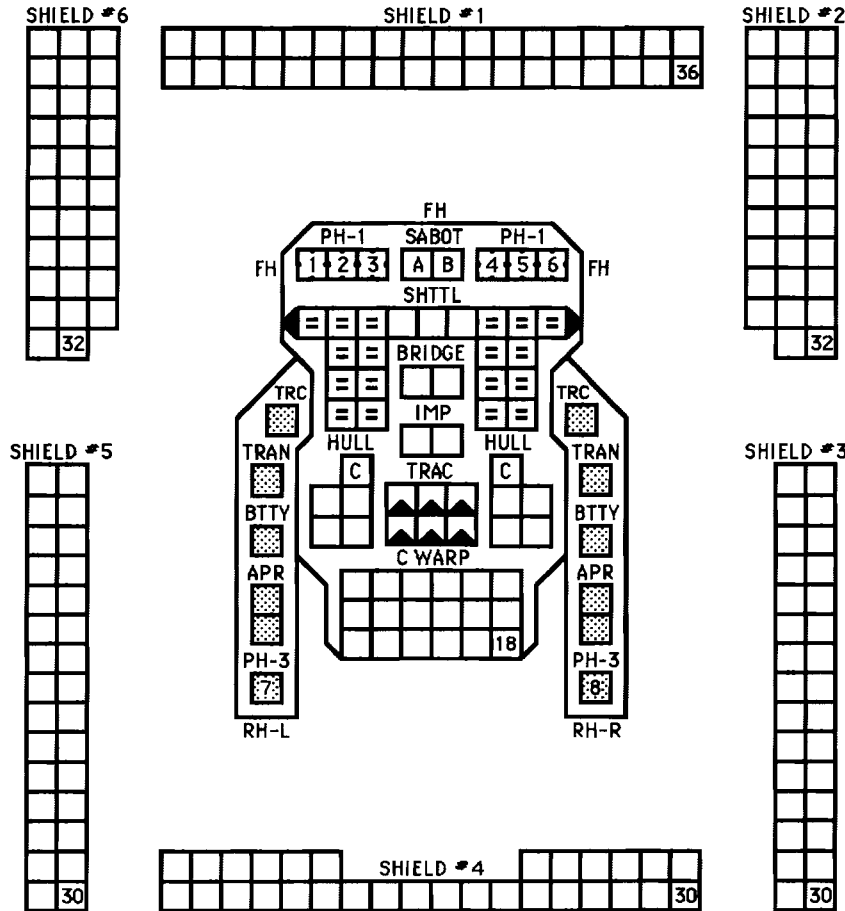 SHIELD #6 SHIELD #1 SHIELD #2
36
FH
PH-1 SABOT PH-1
FH 1 2 3 A B 4 5 6 FH
SHTTL
= = = = = =
= = BRIDGE = =
32 32
= = = =
TRC = = IMP = = TRC
HULL HULL
SHIELD #5 TRAN C TRAC C TRAN SHIELD #3
BTTY BTTY
C WARP
APR APR
18
PH-3 PH-3
7 8
RH-L RH-R
SHIELD #4
30 30 30